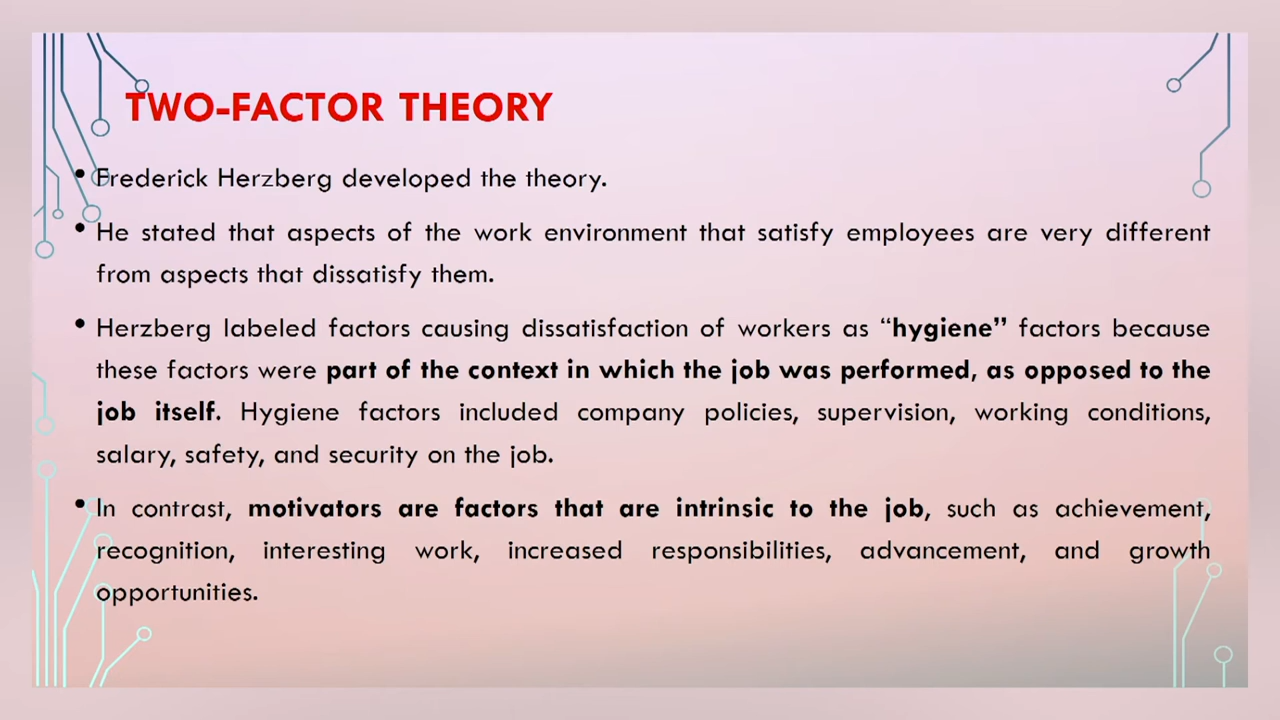 TWO-FACTOR THEORY
• Frederick Herzberg developed the theory.
• He stated that aspects of the work environment that satisfy employees are very different
from aspects that dissatisfy them.
• Herzberg labeled factors causing dissatisfaction of workers as “hygiene” factors because
these factors were part of the context in which the job was performed, as opposed to the
job itself. Hygiene factors included company policies, supervision, working conditions,
salary, safety, and security on the job.
• In contrast, motivators are factors that are intrinsic to the job, such as achievement,
recognition, interesting work, increased responsibilities, advancement, and growth
opportunities.